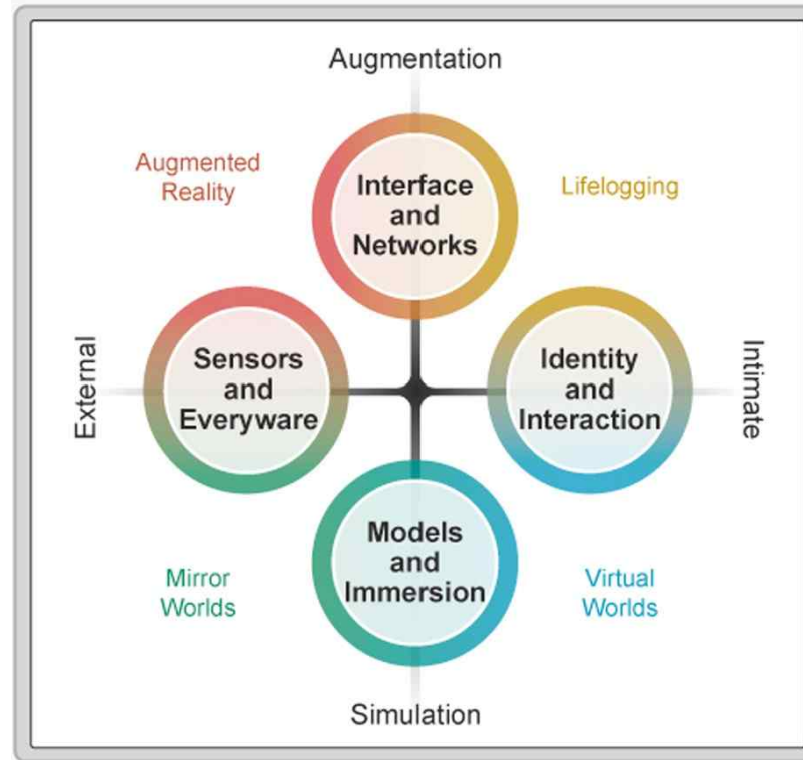 Augmentation
Augmented
Reality
Interface
and
Networks
Lifelogging
External
Sensors
and
Everyware
Identity
and
Interaction
Intimate
Models
and
Immersion
Mirror
Worlds
Virtual
Worlds
Simulation